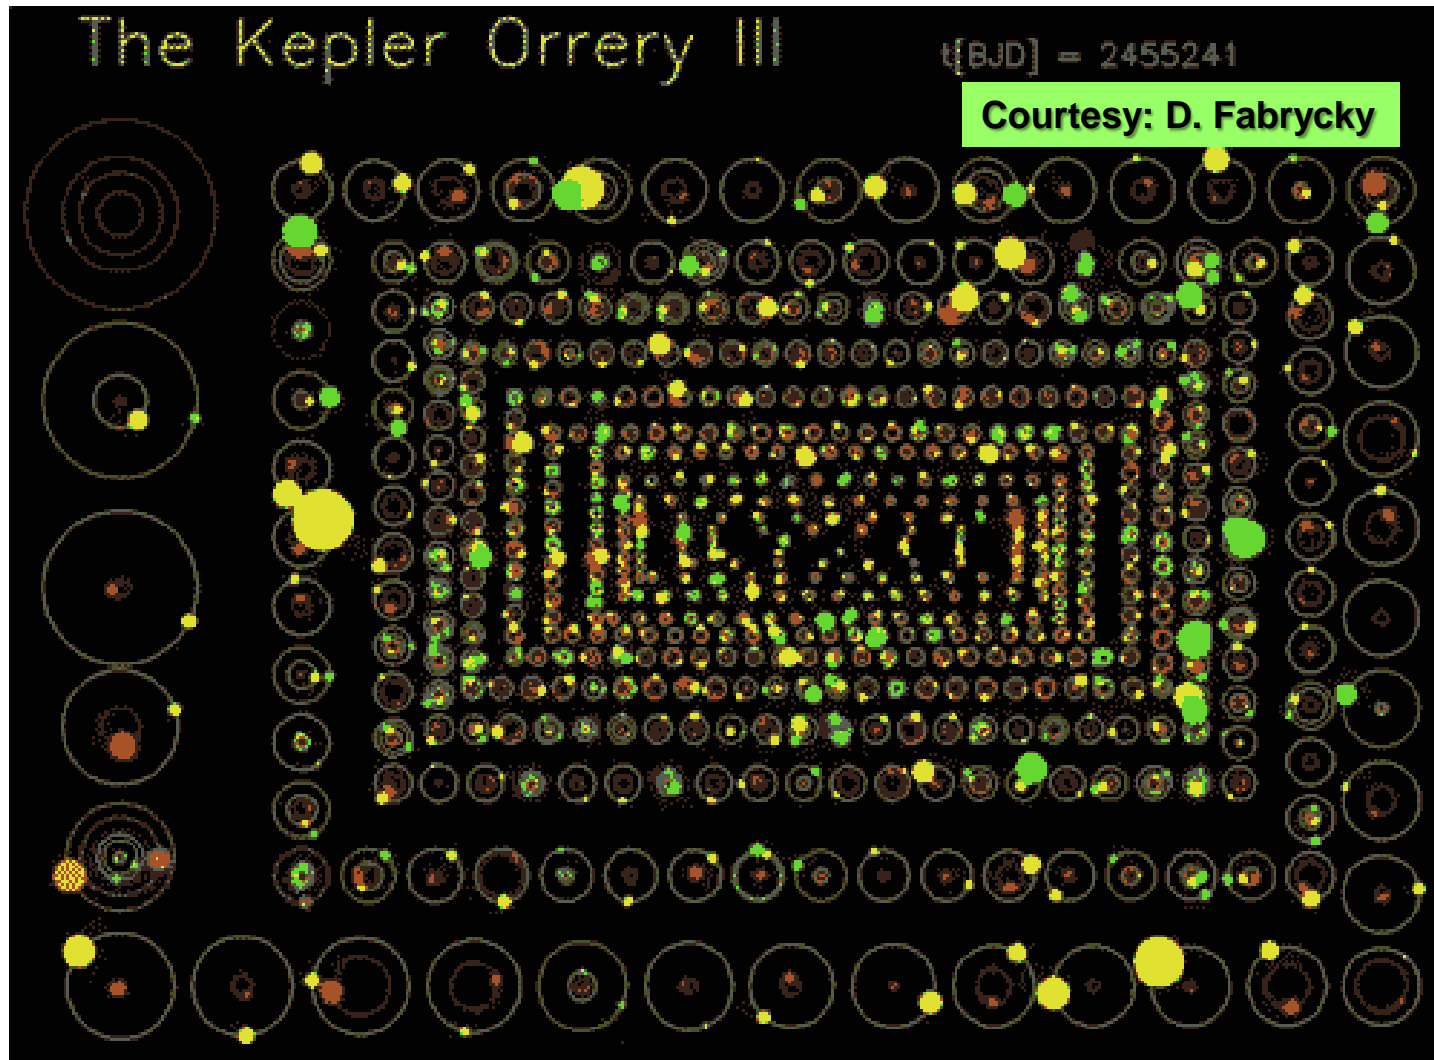 The Kepler Orrery III
t[BJD] = 2455241
Courtesy: D. Fabrycky